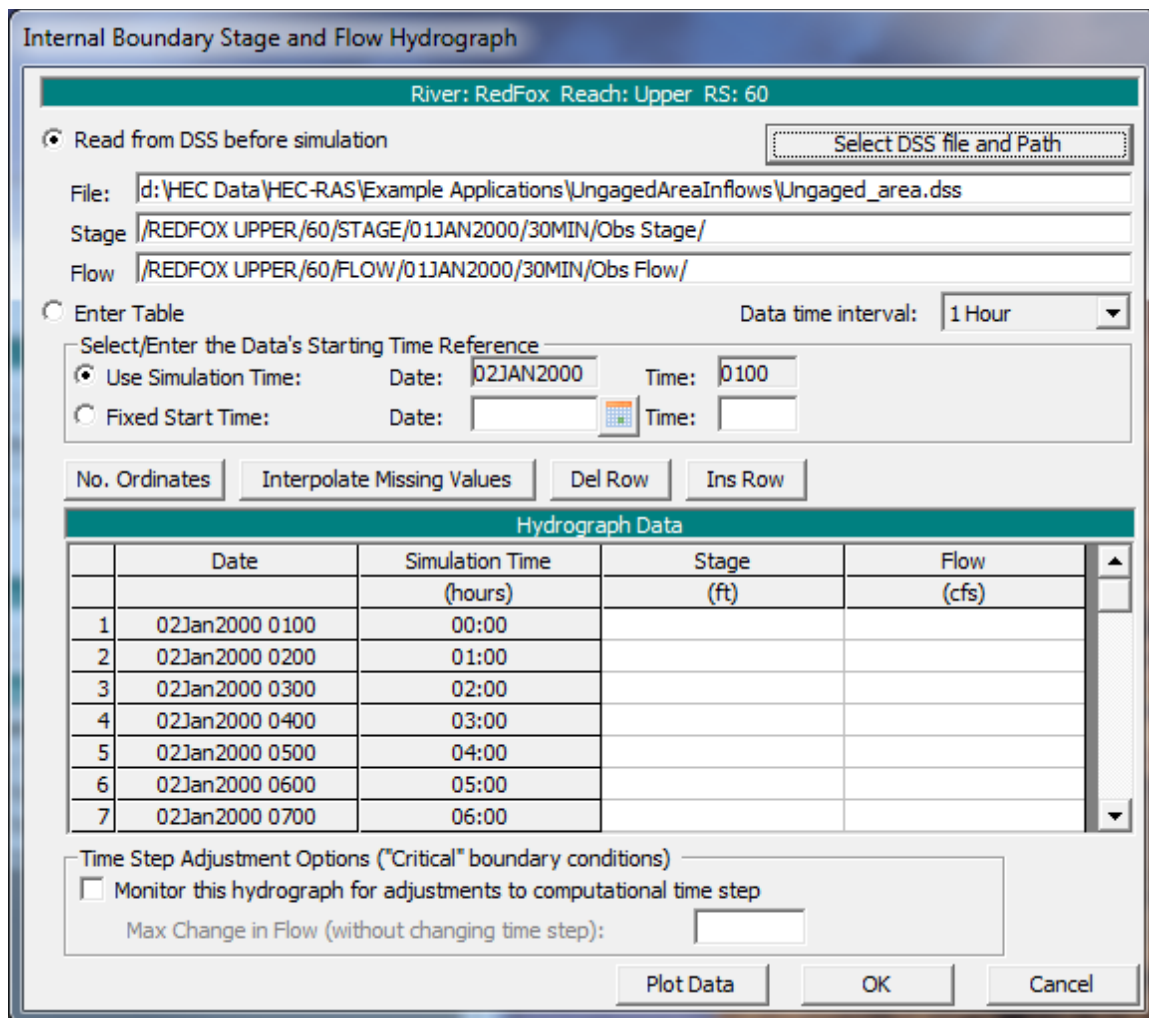 Internal Boundary Stage and Flow Hydrograph
River: RedFox Reach: Upper RS: 60
Read from DSS before simulation
Select DSS file and Path
File: d:\HEC Data\HEC-RAS\Example Applications\UngagedAreaInflows\Ungaged_area.dss
Stage /REDFOX UPPER/60/STAGE/01JAN2000/30MIN/Obs Stage/
Flow /REDFOX UPPER/60/FLOW/01JAN2000/30MIN/Obs Flow/
Enter Table Data time interval: 1 Hour
Select/Enter the Data's Starting Time Reference
Use Simulation Time: Date: 02JAN2000 Time: 0100
Fixed Start Time: Date: Time:
No. Ordinates Interpolate Missing Values Del Row Ins Row
Hydrograph Data
Date Simulation Time Stage Flow
(hours) (ft) (cfs)
1 02Jan2000 0100 00:00
2 02Jan2000 0200 01:00
3 02Jan2000 0300 02:00
4 02Jan2000 0400 03:00
5 02Jan2000 0500 04:00
6 02Jan2000 0600 05:00
7 02Jan2000 0700 06:00
Time Step Adjustment Options ("Critical" boundary conditions)
Monitor this hydrograph for adjustments to computational time step
Max Change in Flow (without changing time step):
Plot Data OK Cancel